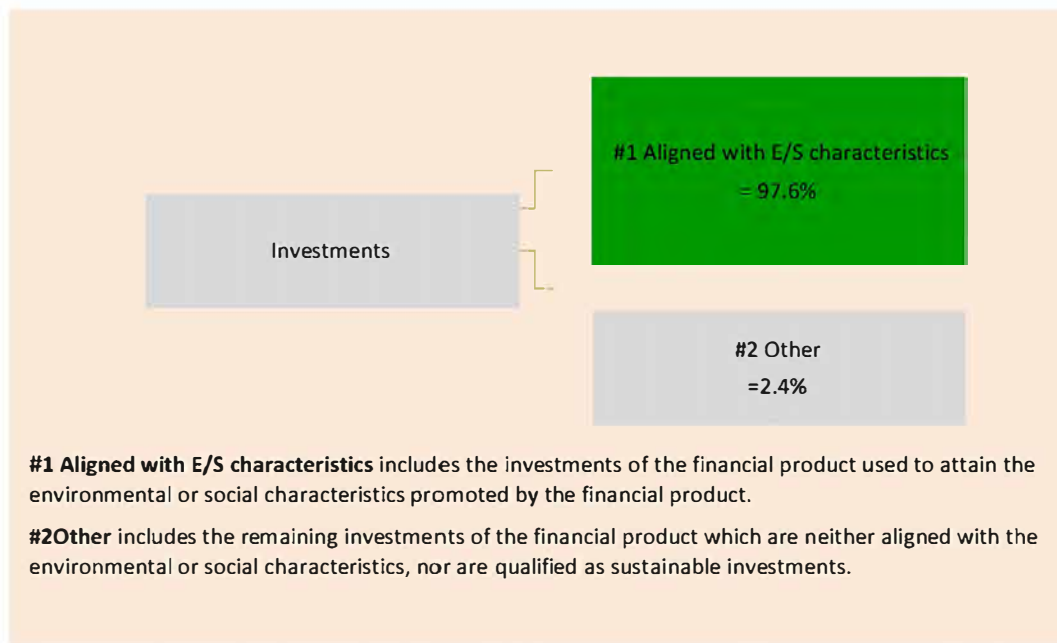 #1 Aligned with E/S characteristics
= 97.6%
Investments
#2 Other
=2.4%
#1 Aligned with E/S characteristics includes the investments of the financial product used to attain the
environmental or social characteristics promoted by the financial product.
#2Other includes the remaining investments of the financial product which are neither aligned with the
environmental or social characteristics, nor are qualified as sustainable investments.